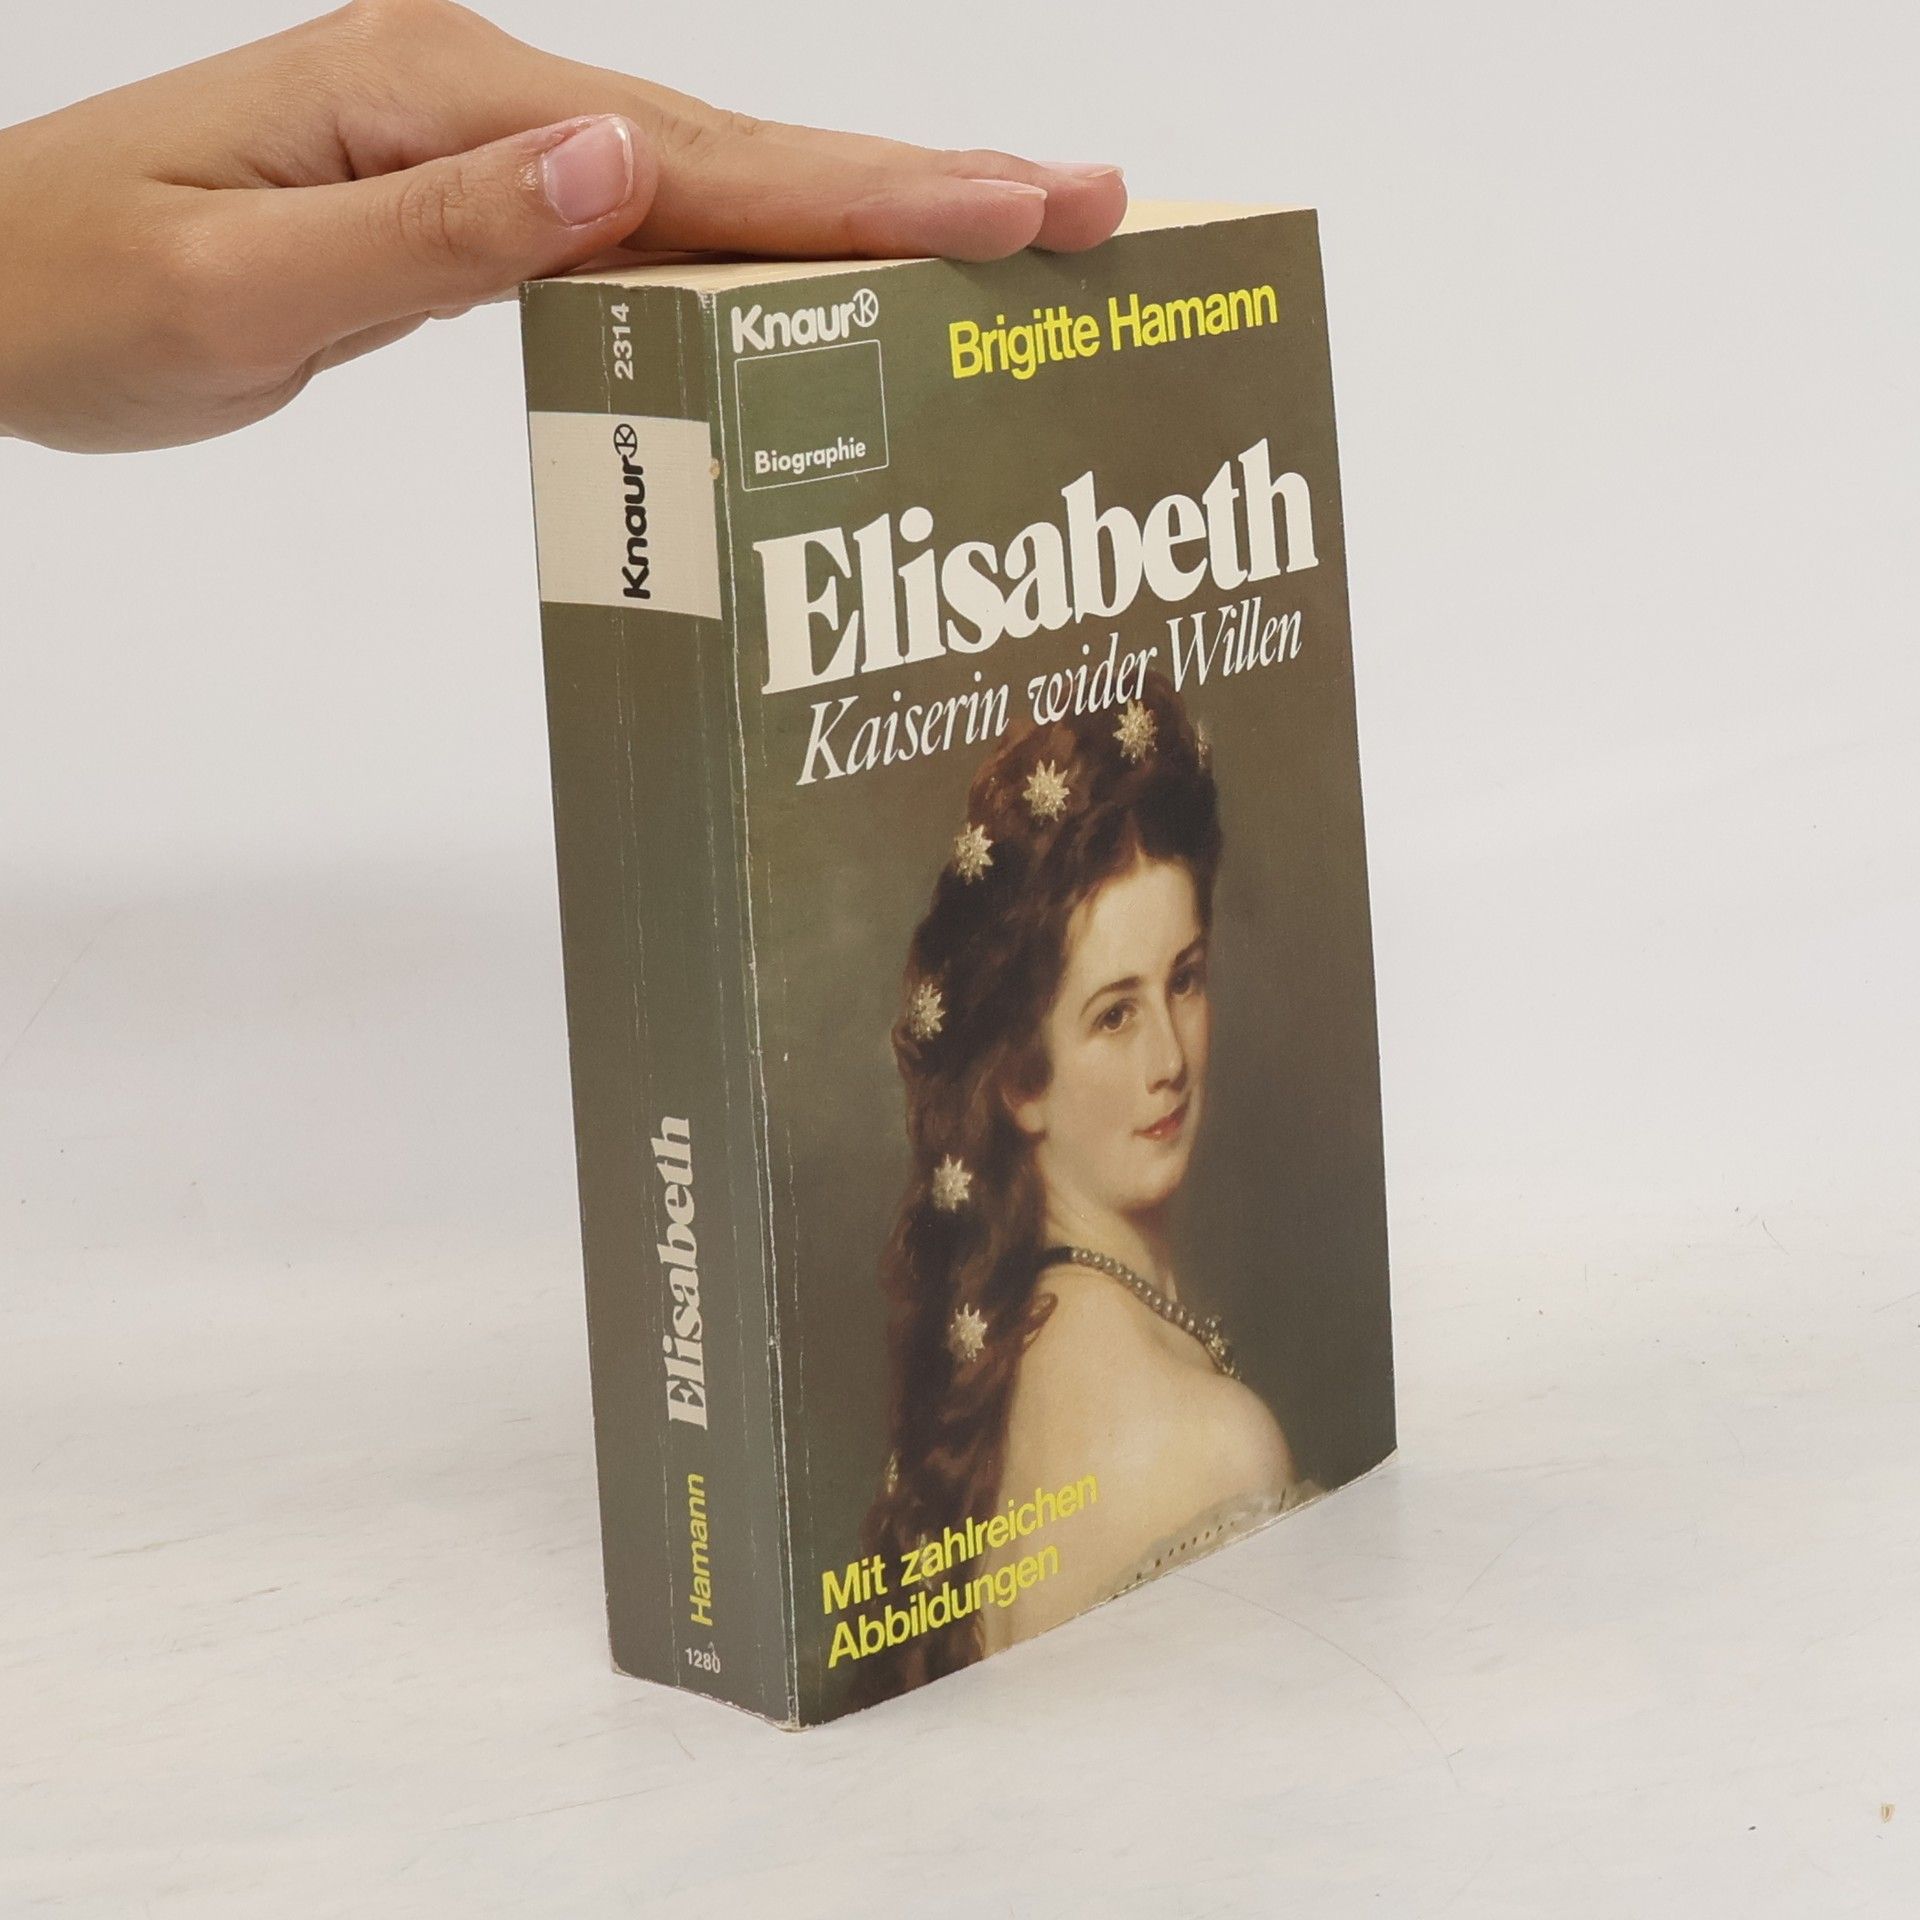 2314
Knaur
Elisabeth
Hamann
1280
Knaur
Biographie
Brigitte Hamann
Elisabeth
Kaiserin wider Willen
Mit zahlreichen
Abbildungen